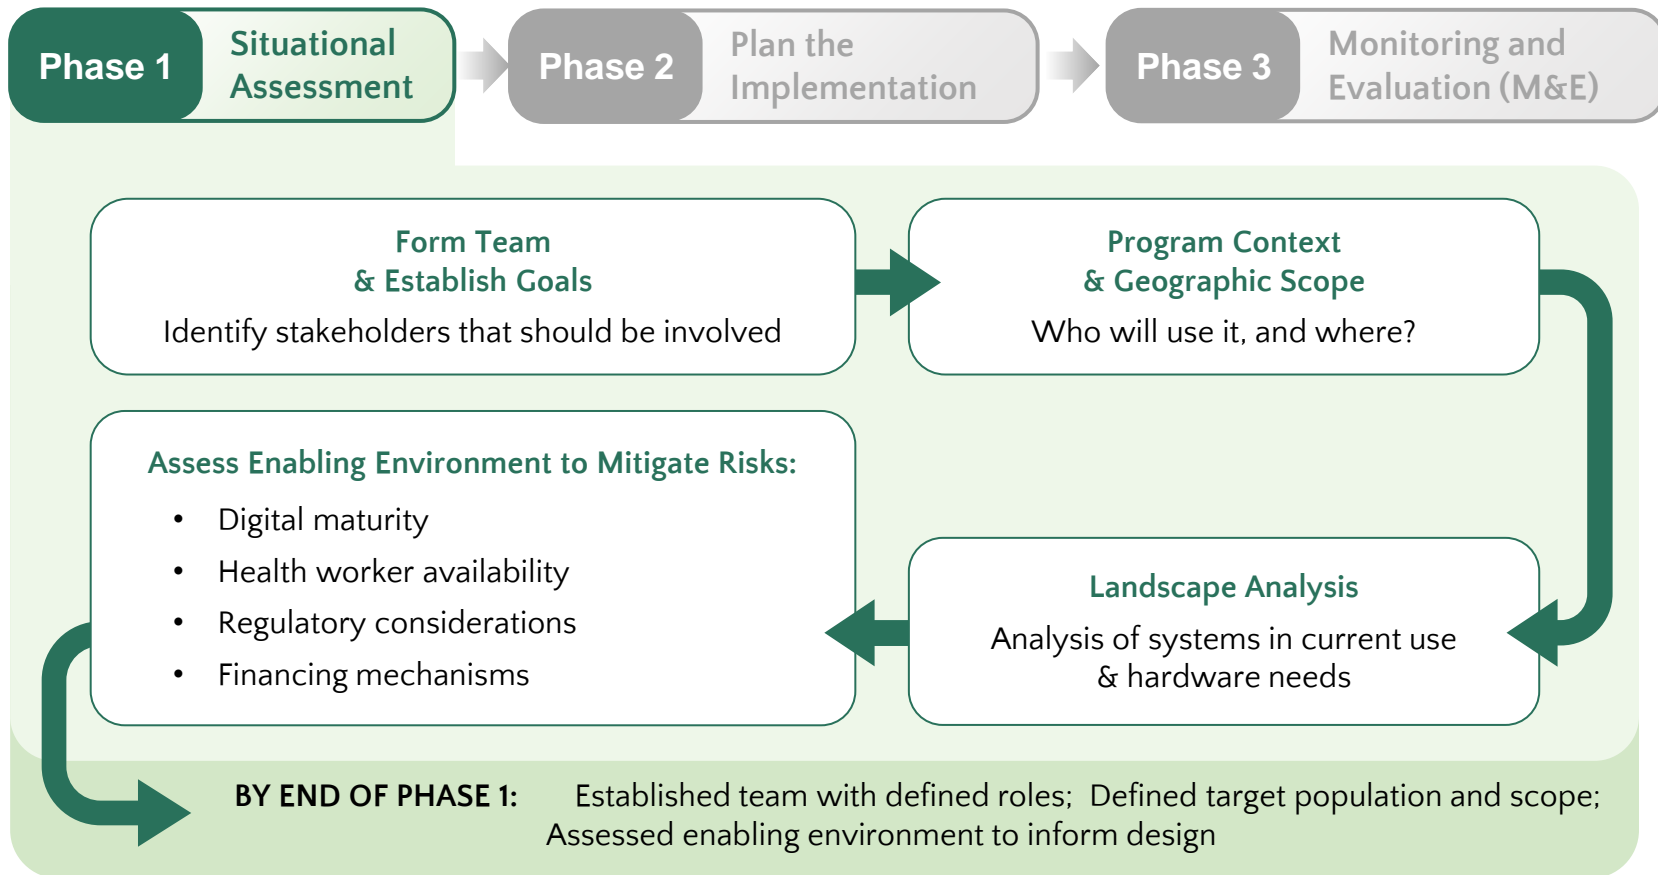 Phase 1
Situational
Assessment
Phase 2
Plan the
Implementation
Phase 3
Monitoring and
Evaluation (M&E)
Form Team
& Establish Goals
Identify stakeholders that should be involved
Program Context
& Geographic Scope
Who will use it, and where?
Landscape Analysis
Analysis of systems in current use
& hardware needs
Assess Enabling Environment to Mitigate Risks:
• Digital maturity
• Health worker availability
• Regulatory considerations
• Financing mechanisms
BY END OF PHASE 1: Established team with defined roles; Defined target population and scope;
Assessed enabling environment to inform design